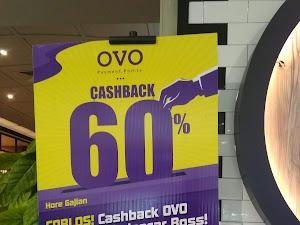 OVO
Payment Points
CASHBACK
60%
Hore Gajian
COBLOS! Cashback OVO
Boss!